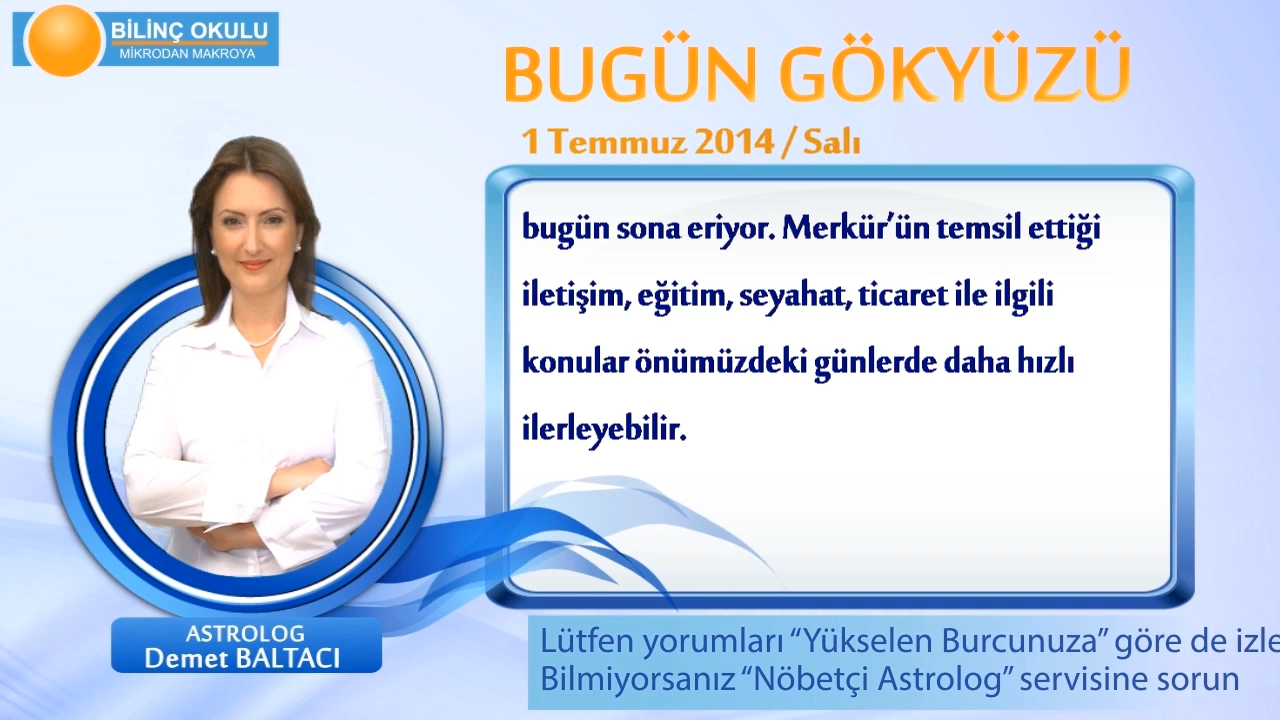 BİLİNÇ OKULU
MİKRODAN MAKROYA
BUGÜN GÖKYÜZÜ
1 Temmuz 2014 / Salı
bugün sona eriyor. Merkür’ün temsil ettiği
iletişim, eğitim, seyahat, ticaret ile ilgili
konular önümüzdeki günlerde daha hızlı
ilerleyebilir.
ASTROLOG
Demet BALTACI
Lütfen yorumları “Yükselen Burcunuza” göre de izle
Bilmiyorsanız “Nöbetçi Astrolog” servisine sorun